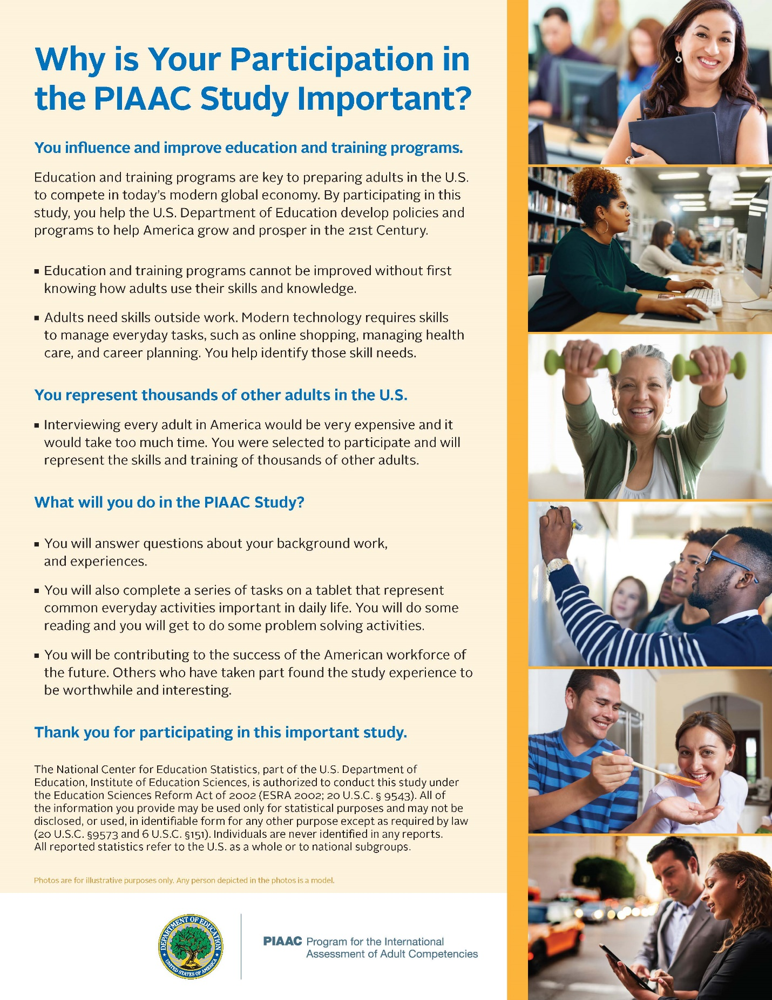 Why is Your Participation in
the PIAAC Study Important?
You influence and improve education and training programs.
Education and training programs are key to preparing adults in the U.S.
to compete in today's modern global economy. By participating in this
study, you help the U.S. Department of Education develop policies and
programs to help America grow and prosper in the 21st Century.
▪ Education and training programs cannot be improved without first
knowing how adults use their skills and knowledge.
▪ Adults need skills outside work. Modern technology requires skills
to manage everyday tasks, such as online shopping, managing health
care, and career planning. You help identify those skill needs.
You represent thousands of other adults in the U.S.
▪ Interviewing every adult in America would be very expensive and it
would take too much time. You were selected to participate and will
represent the skills and training of thousands of other adults.
What will you do in the PIAAC Study?
▪ You will answer questions about your background work,
and experiences.
▪ You will also complete a series of tasks on a tablet that represent
common everyday activities important in daily life. You will do some
reading and you will get to do some problem solving activities.
▪ You will be contributing to the success of the American workforce of
the future. Others who have taken part found the study experience to
be worthwhile and interesting.
Thank you for participating in this important study.
The National Center for Education Statistics, part of the U.S. Department of
Education, Institute of Education Sciences, is authorized to conduct this study under
the Education Sciences Reform Act of 2002 (ESRA 2002; 20 U.S.C. § 9543). All of
the information you provide may be used only for statistical purposes and may not be
disclosed, or used, in identifiable form for any other purpose except as required by law
(20 U.S.C. §9573 and 6 U.S.C. §151). Individuals are never identified in any reports.
All reported statistics refer to the U.S. as a whole or to national subgroups.
Photos are for illustrative purposes only. Any person depicted in the photos is a model.
DEPARTMENT OF EDUCATION
UNITED STATES OF AMERICA
PIAAC Program for the International
Assessment of Adult Competencies